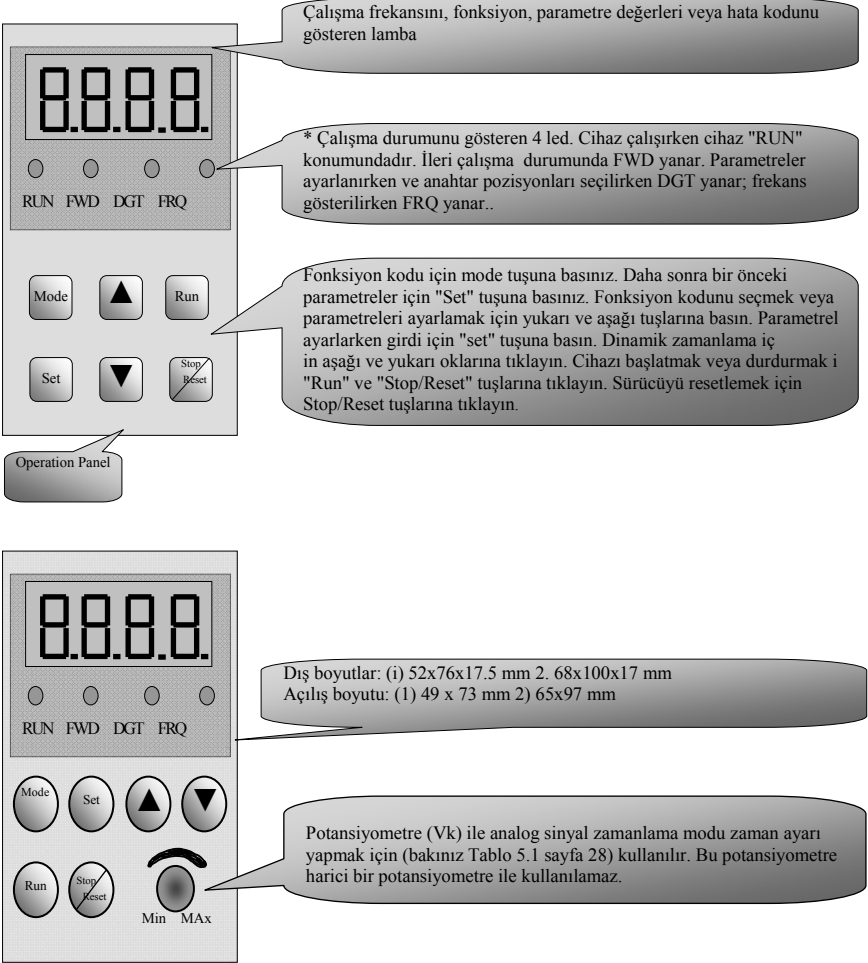 Çalışma frekansını, fonksiyon, parametre değerleri veya hata kodunu
gösteren lamba
8.8.8.8.
* Çalışma durumunu gösteren 4 led. Cihaz çalışırken cihaz "RUN"
konumundadır. İleri çalışma durumunda FWD yanar. Parametreler
ayarlanırken ve anahtar pozisyonları seçilirken DGT yanar; frekans
gösterilirken FRQ yanar..
RUN FWD DGT FRQ
Fonksiyon kodu için mode tuşuna basınız. Daha sonra bir önceki
parametreler için "Set" tuşuna basınız. Fonksiyon kodunu seçmek veya
parametreleri ayarlamak için yukarı ve aşağı tuşlarına basın. Parametrel
ayarlarken girdi için "set" tuşuna basın. Dinamik zamanlama iç
in aşağı ve yukarı oklarına tıklayın. Cihazı başlatmak veya durdurmak i
"Run" ve "Stop/Reset" tuşlarına tıklayın. Sürücüyü resetlemek için
Stop/Reset tuşlarına tıklayın.
Mode ▲ Run
Set ▼ Stop
Reset
Operation Panel
8.8.8.8.
RUN FWD DGT FRQ
Dış boyutlar: (i) 52x76x17.5 mm 2. 68x100x17 mm
Açılış boyutu: (1) 49 x 73 mm 2) 65x97 mm
Mode Set ▲ ▼
Run Stop
Reset
Min MAx
Potansiyometre (Vk) ile analog sinyal zamanlama modu zaman ayarı
yapmak için (bakınız Tablo 5.1 sayfa 28) kullanılır. Bu potansiyometre
harici bir potansiyometre ile kullanılamaz.